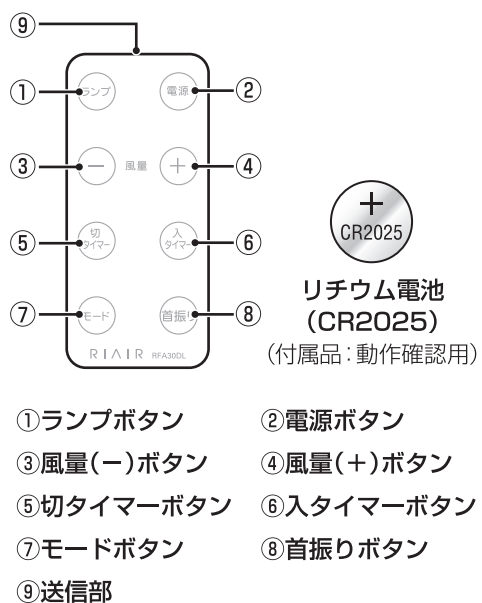 ⑨
① ランプ 電源 ②
③ − 風量 + ④
⑤ 切タイマー 入タイマー ⑥
⑦ モード 首振り ⑧
RIAIR RFA30DL
+
CR2025
リチウム電池
(CR2025)
(付属品:動作確認用)
①ランプボタン ②電源ボタン
③風量(−)ボタン ④風量(+)ボタン
⑤切タイマーボタン ⑥入タイマーボタン
⑦モードボタン ⑧首振りボタン
⑨送信部